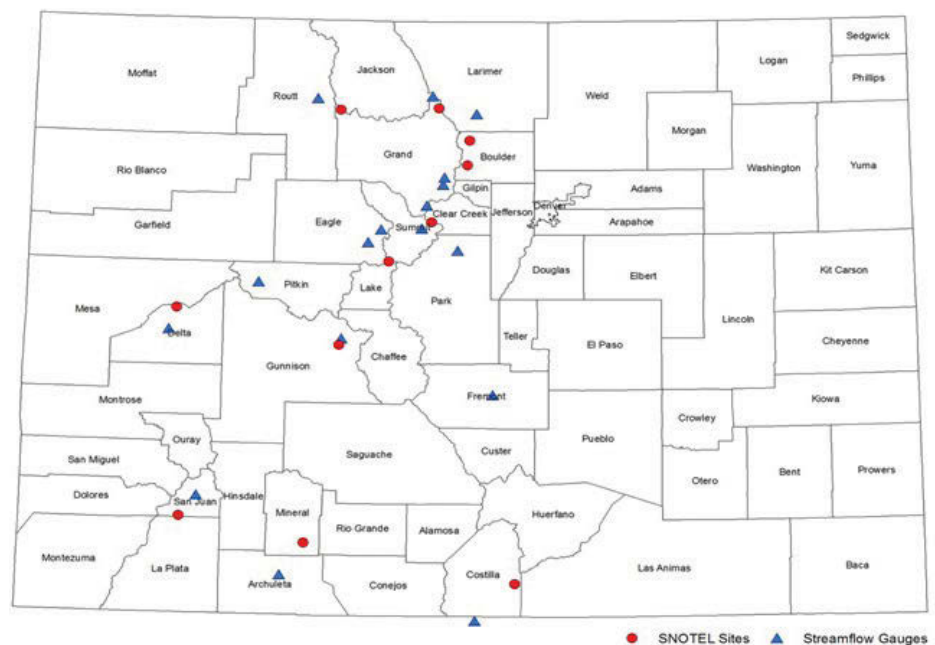 Sedgwick
Logan
Jackson
Larimer
Moffat
Phillips
Routt
Weld
Morgan
Grand
Boulder
Washington
Yuma
Rio Blanco
Gilpin
Adams
Denver
Clear Creek
Jefferson
Arapahoe
Garfield
Eagle
Summit
Douglas
Elbert
Kit Carson
Pitkin
Lake
Park
Mesa
Lincoln
Delta
Teller
El Paso
Cheyenne
Chaffee
Gunnison
Fremont
Kiowa
Montrose
Crowley
Ouray
Pueblo
Custer
Saguache
San Miguel
Bent
Prowers
Otero
Dolores
San Juan
Hinsdale
Mineral
Huerfano
Rio Grande
Alamosa
Montezuma
La Plata
Costilla
Las Animas
Baca
Archuleta
Conejos
SNOTEL Sites
Streamflow Gauges